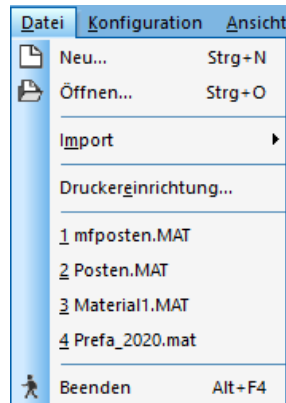 Datei Konfiguration Ansicht
Neu... Strg+N
Öffnen... Strg+O
Import
Druckereinrichtung...
1 mfposten.MAT
2 Posten.MAT
3 Material1.MAT
4 Prefa_2020.mat
Beenden Alt+F4